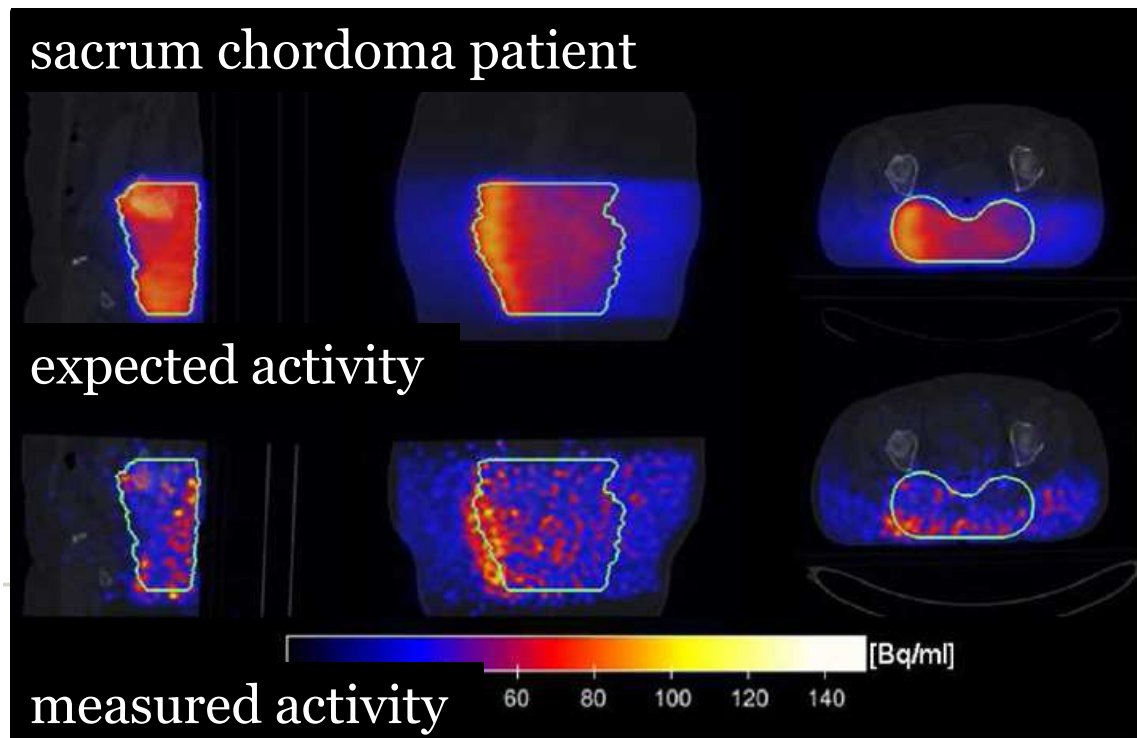 sacrum chordoma patient
expected activity
[Bq/ml]
60 80 100 120 140
measured activity